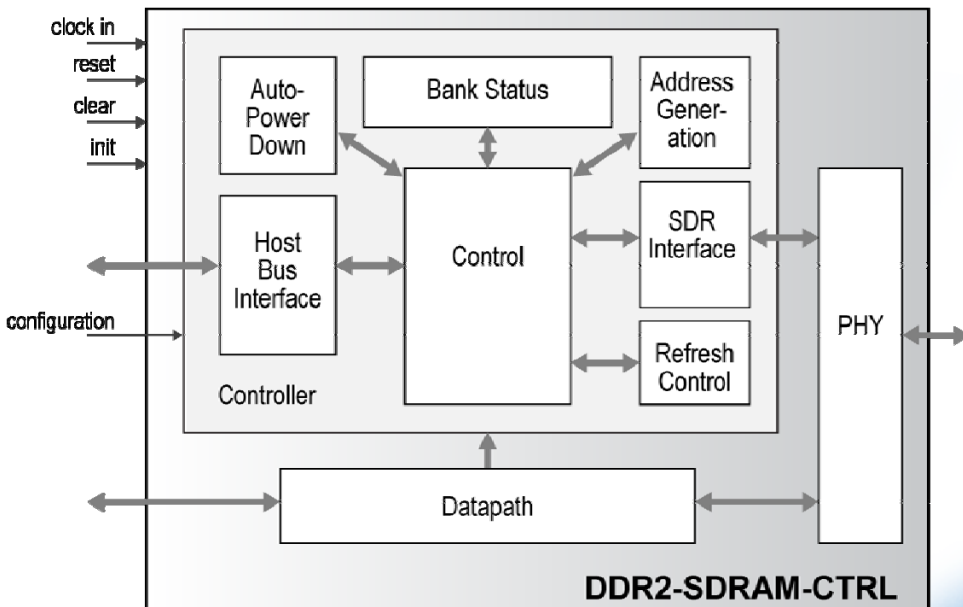 clock in
reset
clear
init
configuration
Auto-
Power
Down
Bank Status
Address
Gener-
ation
Host
Bus
Interface
Control
SDR
Interface
Refresh
Control
Controller
PHY
Datapath
DDR2-SDRAM-CTRL